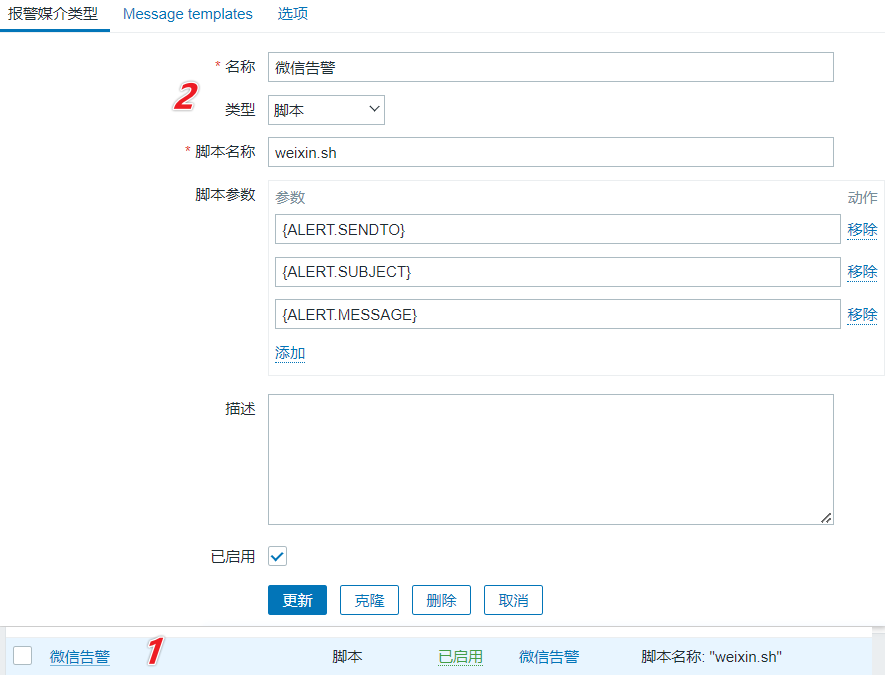 报警媒介类型 Message templates 选项
* 名称 微信告警
2
类型 脚本
* 脚本名称 weixin.sh
脚本参数 参数 动作
{ALERT.SENDTO} 移除
{ALERT.SUBJECT} 移除
{ALERT.MESSAGE} 移除
添加
描述
已启用
更新 克隆 删除 取消
微信告警 1 脚本 已启用 微信告警 脚本名称: "weixin.sh"